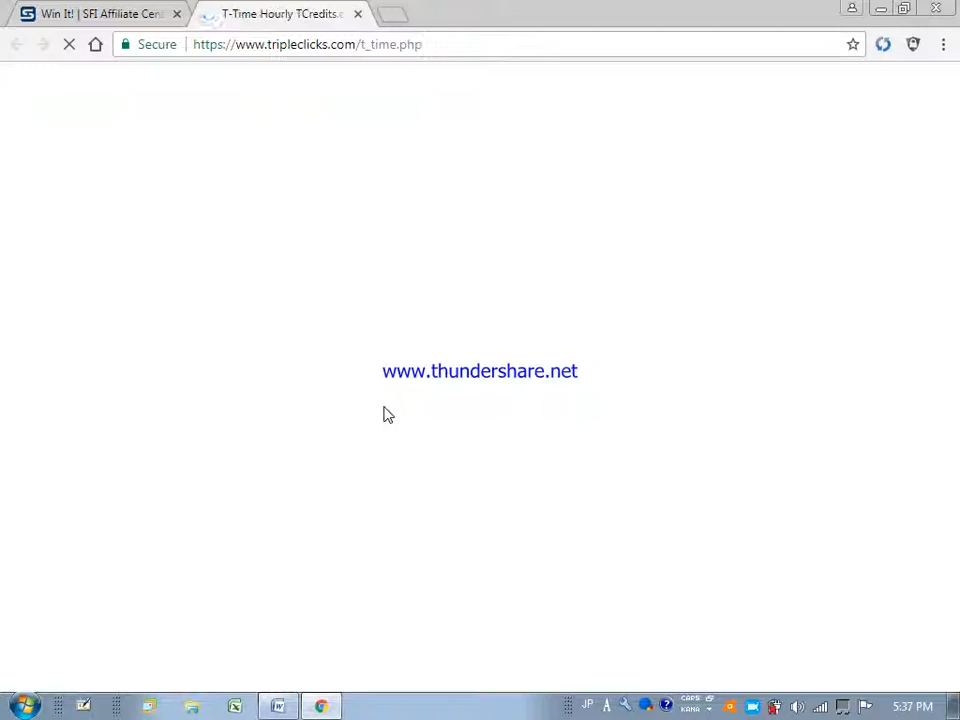 Win It! | SFI Affiliate Cen
T-Time Hourly TCredits.c
Secure
https://www.tripleclicks.com/t_time.php
www.thundershare.net
JP
A
CAPS
KANA
5:37 PM